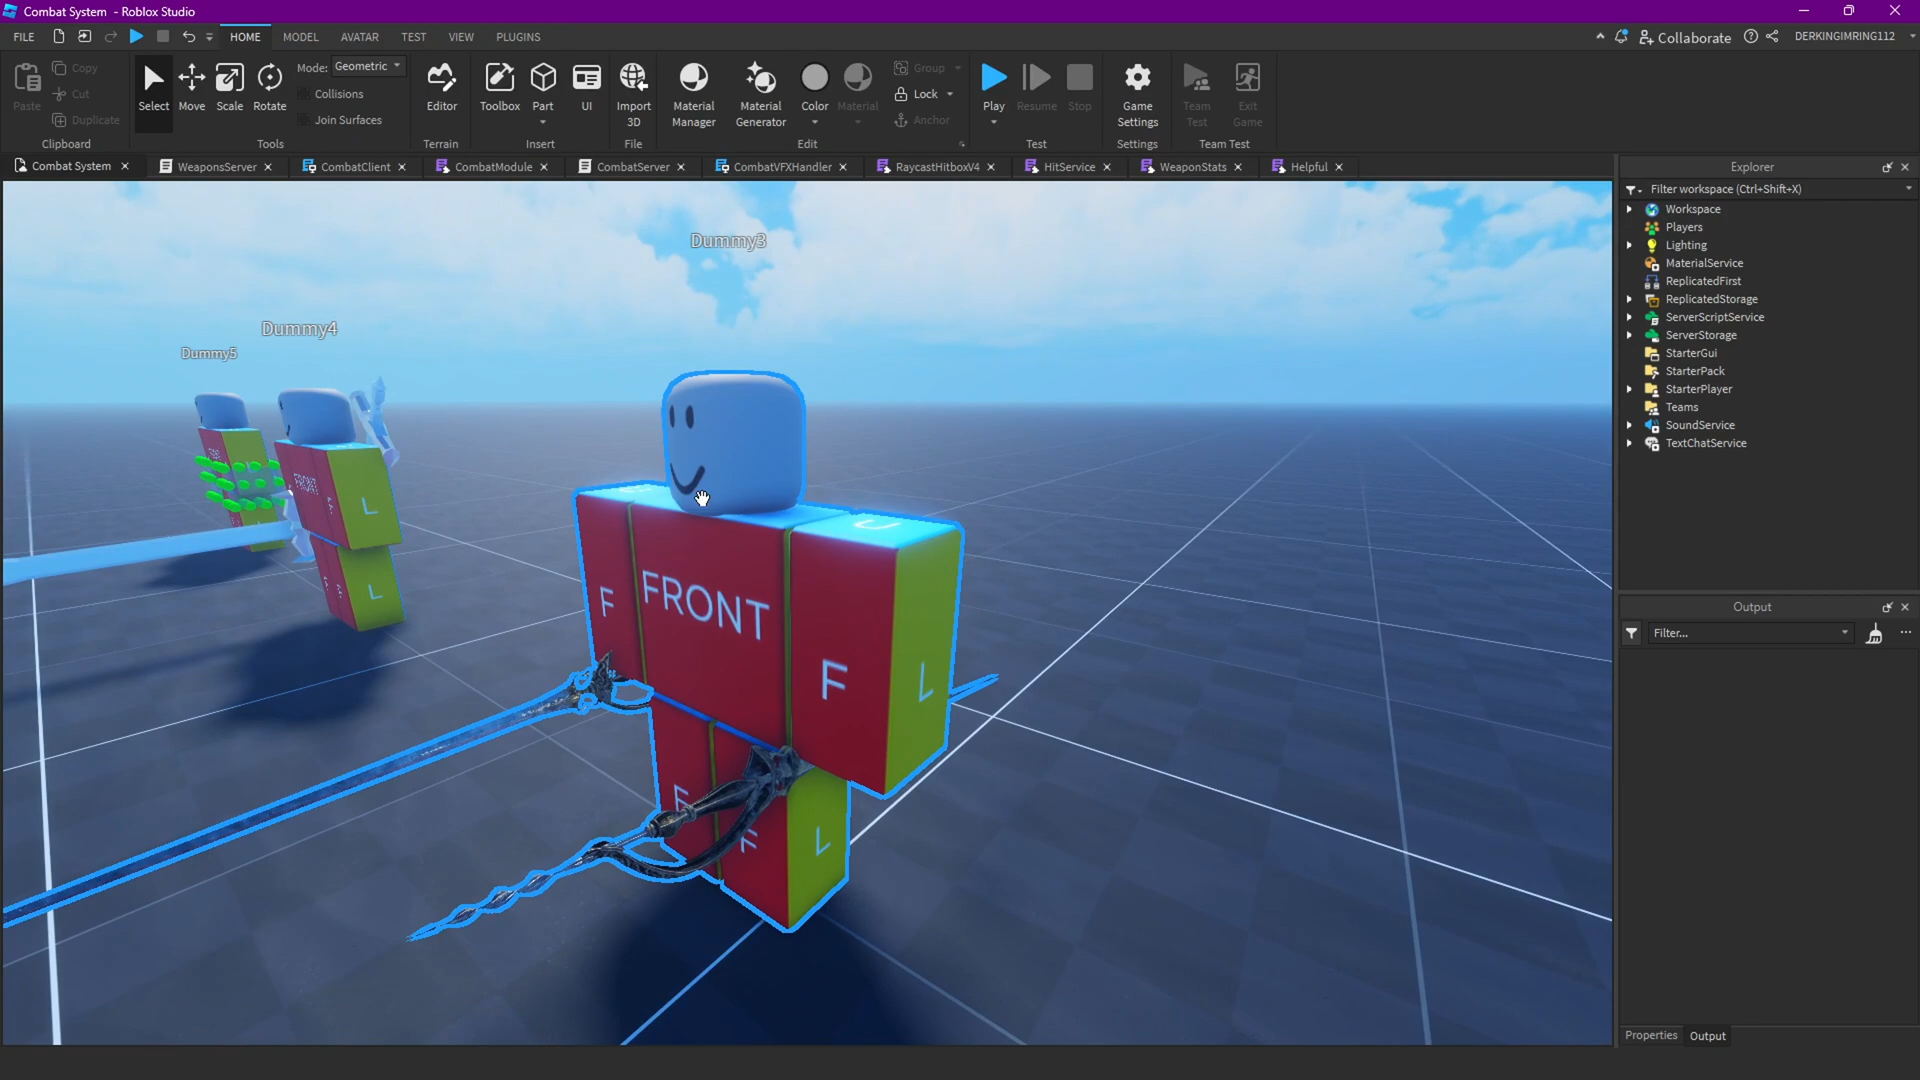 Combat System - Roblox Studio
FILE
HOME
MODEL
AVATAR
TEST
VIEW
PLUGINS
Collaborate
DERKINGIMRING112
Paste
Copy
Cut
Duplicate
Clipboard
Select
Move
Scale
Rotate
Mode: Geometric
Collisions
Join Surfaces
Tools
Editor
Terrain
Toolbox
Part
UI
Insert
Import
3D
File
Material
Manager
Material
Generator
Color
Material
Group
Lock
Anchor
Edit
Play
Resume
Stop
Test
Game
Settings
Settings
Team
Test
Exit
Game
Team Test
Combat System
WeaponsServer
CombatClient
CombatModule
CombatServer
CombatVFXHandler
RaycastHitboxV4
HitService
WeaponStats
Helpful
Dummy3
Dummy4
Dummy5
FRONT
L
L
FRONT
F
F
L
F
F
L
Explorer
Filter workspace (Ctrl+Shift+X)
Workspace
Players
Lighting
MaterialService
ReplicatedFirst
ReplicatedStorage
ServerScriptService
ServerStorage
StarterGui
StarterPack
StarterPlayer
Teams
SoundService
TextChatService
Output
Filter...
Properties
Output